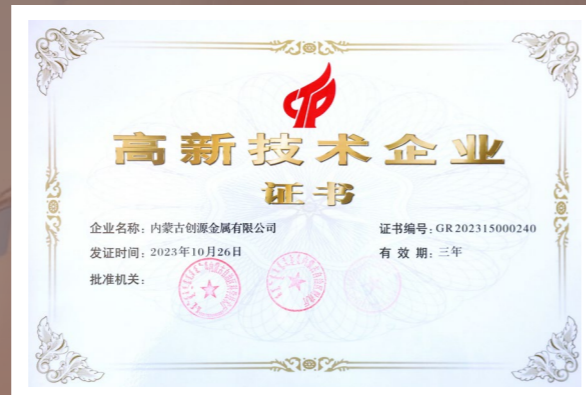 高新技术企业
证书
企业名称：内蒙古创源金属有限公司
证书编号：GR202315000240
发证时间：2023年10月26日
有 效 期：三年
批准机关：